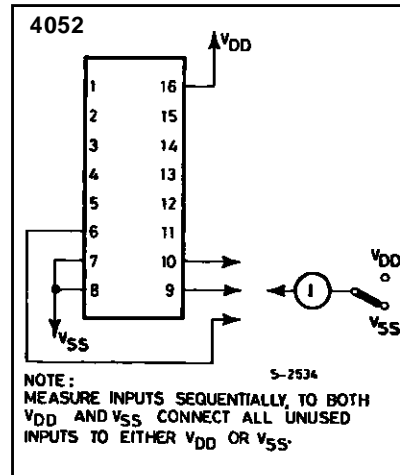 4052
VDD
1 16
2 15
3 14
4 13
5 12
6 11
7 10
8 9
I
VDD
VSS
VSS
S-2534
NOTE:
MEASURE INPUTS SEQUENTIALLY, TO BOTH
VDD AND VSS CONNECT ALL UNUSED
INPUTS TO EITHER VDD OR VSS.